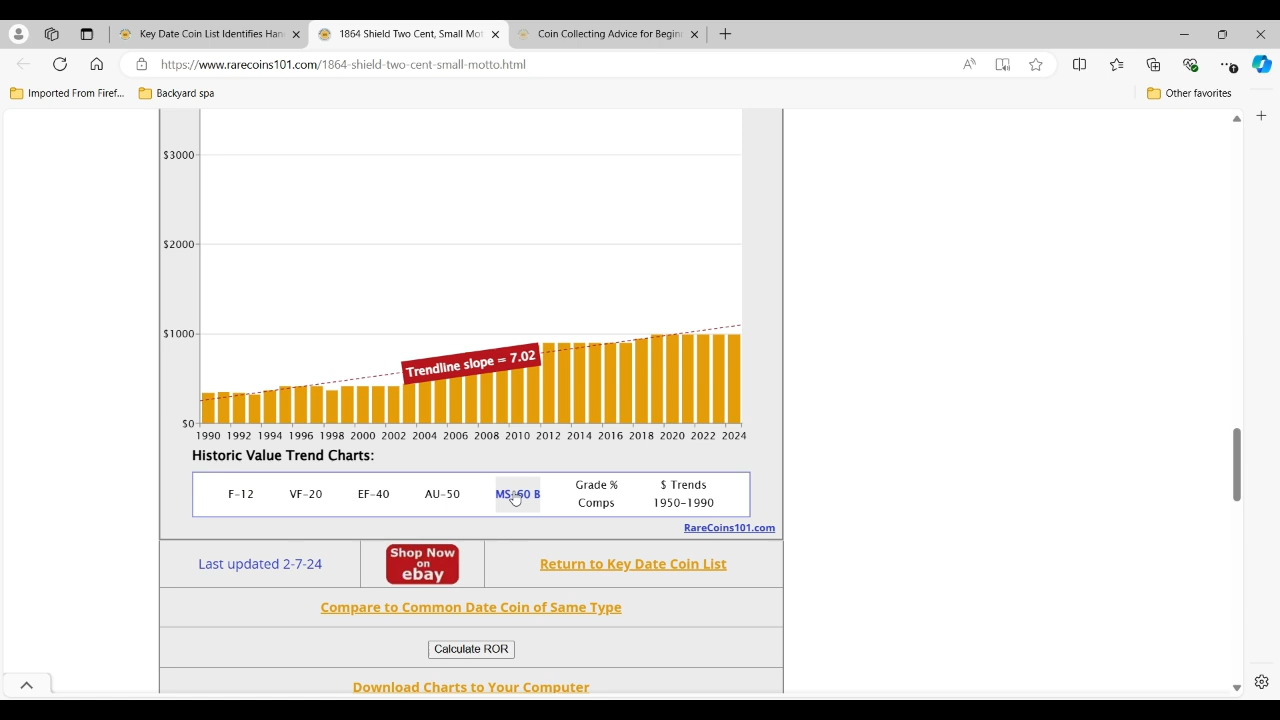 Key Date Coin List Identifies Han
1864 Shield Two Cent, Small Mot
Coin Collecting Advice for Begin
https://www.rarecoins101.com/1864-shield-two-cent-small-motto.html
Imported From Firef...
Backyard spa
Other favorites
$3000
$2000
$1000
Trendline slope = 7.02
$0
1990 1992 1994 1996 1998 2000 2002 2004 2006 2008 2010 2012 2014 2016 2018 2020 2022 2024
Historic Value Trend Charts:
F-12 VF-20 EF-40 AU-50 MS-60 B
Grade %
Comps
$ Trends
1950-1990
RareCoins101.com
Last updated 2-7-24
Shop Now
on
ebay
Return to Key Date Coin List
Compare to Common Date Coin of Same Type
Calculate ROR
Download Charts to Your Computer